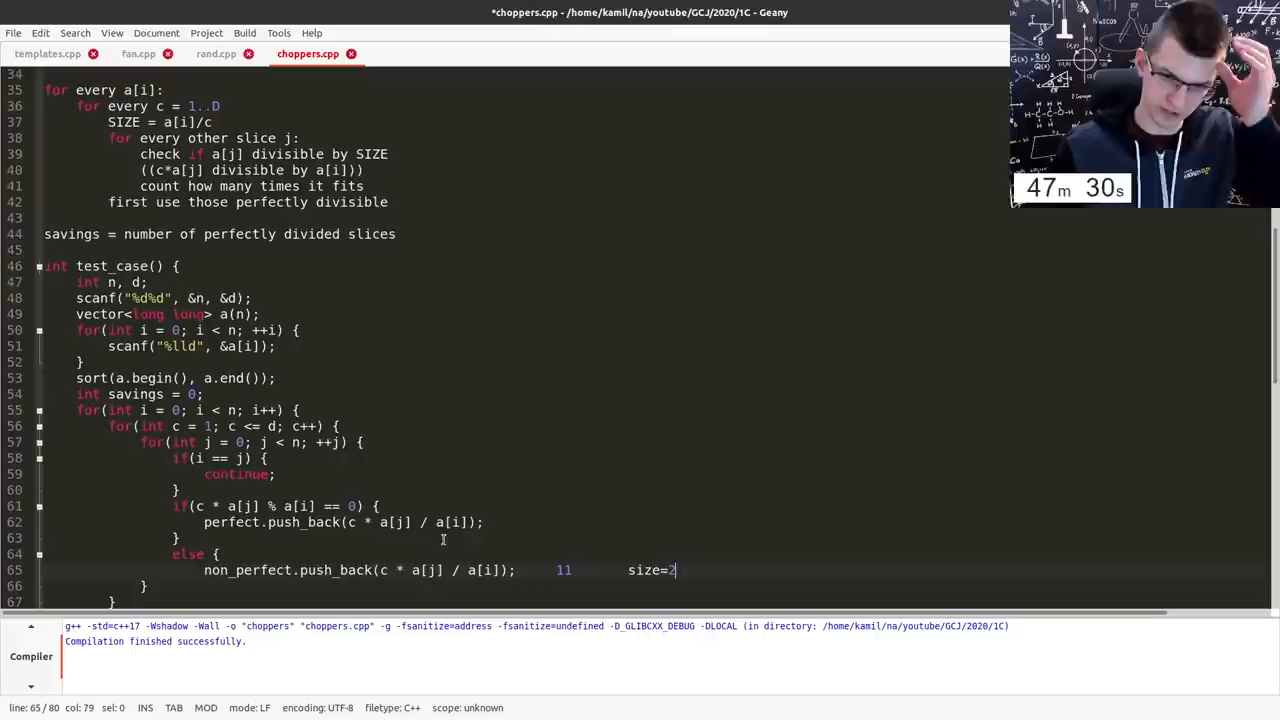 *choppers.cpp - /home/kamil/na/youtube/GCJ/2020/1C - Geany
File Edit Search View Document Project Build Tools Help
templates.cpp fan.cpp rand.cpp choppers.cpp
34
35 for every a[i]:
36 for every c = 1..D
37 SIZE = a[i]/c
38 for every other slice j:
39 check if a[j] divisible by SIZE
40 ((c*a[j] divisible by a[i]))
41 count how many times it fits
42 first use those perfectly divisible
43
44 savings = number of perfectly divided slices
45
46 int test_case() {
47 int n, d;
48 scanf("%d%d", &n, &d);
49 vector<long long> a(n);
50 for(int i = 0; i < n; ++i) {
51 scanf("%lld", &a[i]);
52 }
53 sort(a.begin(), a.end());
54 int savings = 0;
55 for(int i = 0; i < n; i++) {
56 for(int c = 1; c <= d; c++) {
57 for(int j = 0; j < n; ++j) {
58 if(i == j) {
59 continue;
60 }
61 if(c * a[j] % a[i] == 0) {
62 perfect.push_back(c * a[j] / a[i]);
63 }
64 else {
65 non_perfect.push_back(c * a[j] / a[i]); 11 size=2
66 }
67 }
47m 30s
Compiler
g++ -std=c++17 -Wshadow -Wall -o "choppers" "choppers.cpp" -g -fsanitize=address -fsanitize=undefined -D_GLIBCXX_DEBUG -DLOCAL (in directory: /home/kamil/na/youtube/GCJ/2020/1C)
Compilation finished successfully.
line: 65 / 80 col: 79 sel: 0 INS TAB MOD mode: LF encoding: UTF-8 filetype: C++ scope: unknown